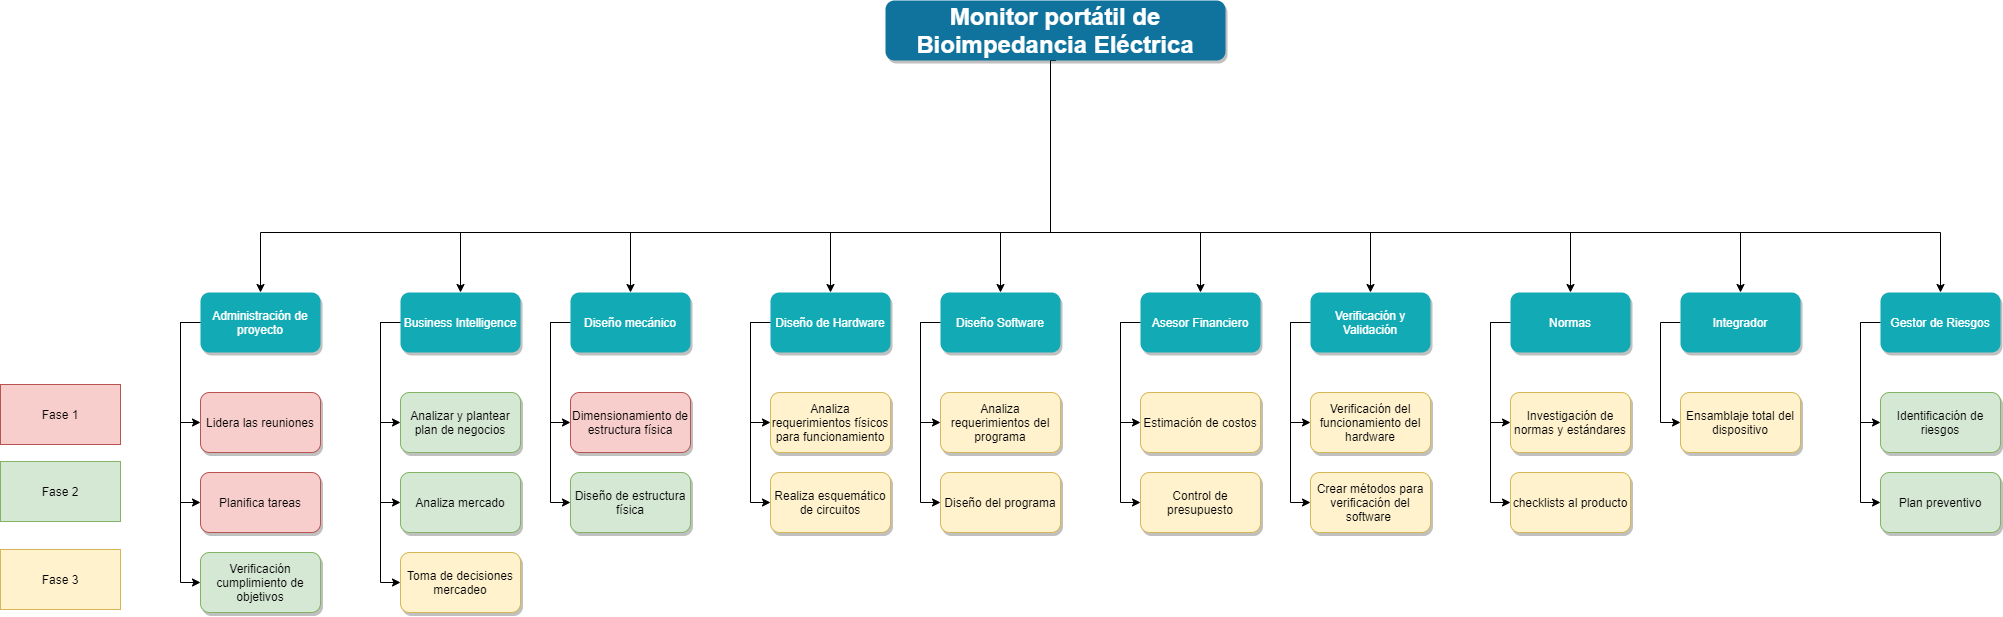 Monitor portátil de
Bioimpedancia Eléctrica
Administración de
proyecto
Business Intelligence
Diseño mecánico
Diseño de Hardware
Diseño Software
Asesor Financiero
Verificación y
Validación
Normas
Integrador
Gestor de Riesgos
Fase 1
Lidera las reuniones
Analizar y plantear
plan de negocios
Dimensionamiento de
estructura física
Analiza
requerimientos físicos
para funcionamiento
Analiza
requerimientos del
programa
Estimación de costos
Verificación del
funcionamiento del
hardware
Investigación de
normas y estándares
Ensamblaje total del
dispositivo
Identificación de
riesgos
Fase 2
Planifica tareas
Analiza mercado
Diseño de estructura
física
Realiza esquemático
de circuitos
Diseño del programa
Control de
presupuesto
Crear métodos para
verificación del
software
checklists al producto
Plan preventivo
Fase 3
Verificación
cumplimiento de
objetivos
Toma de decisiones
mercadeo